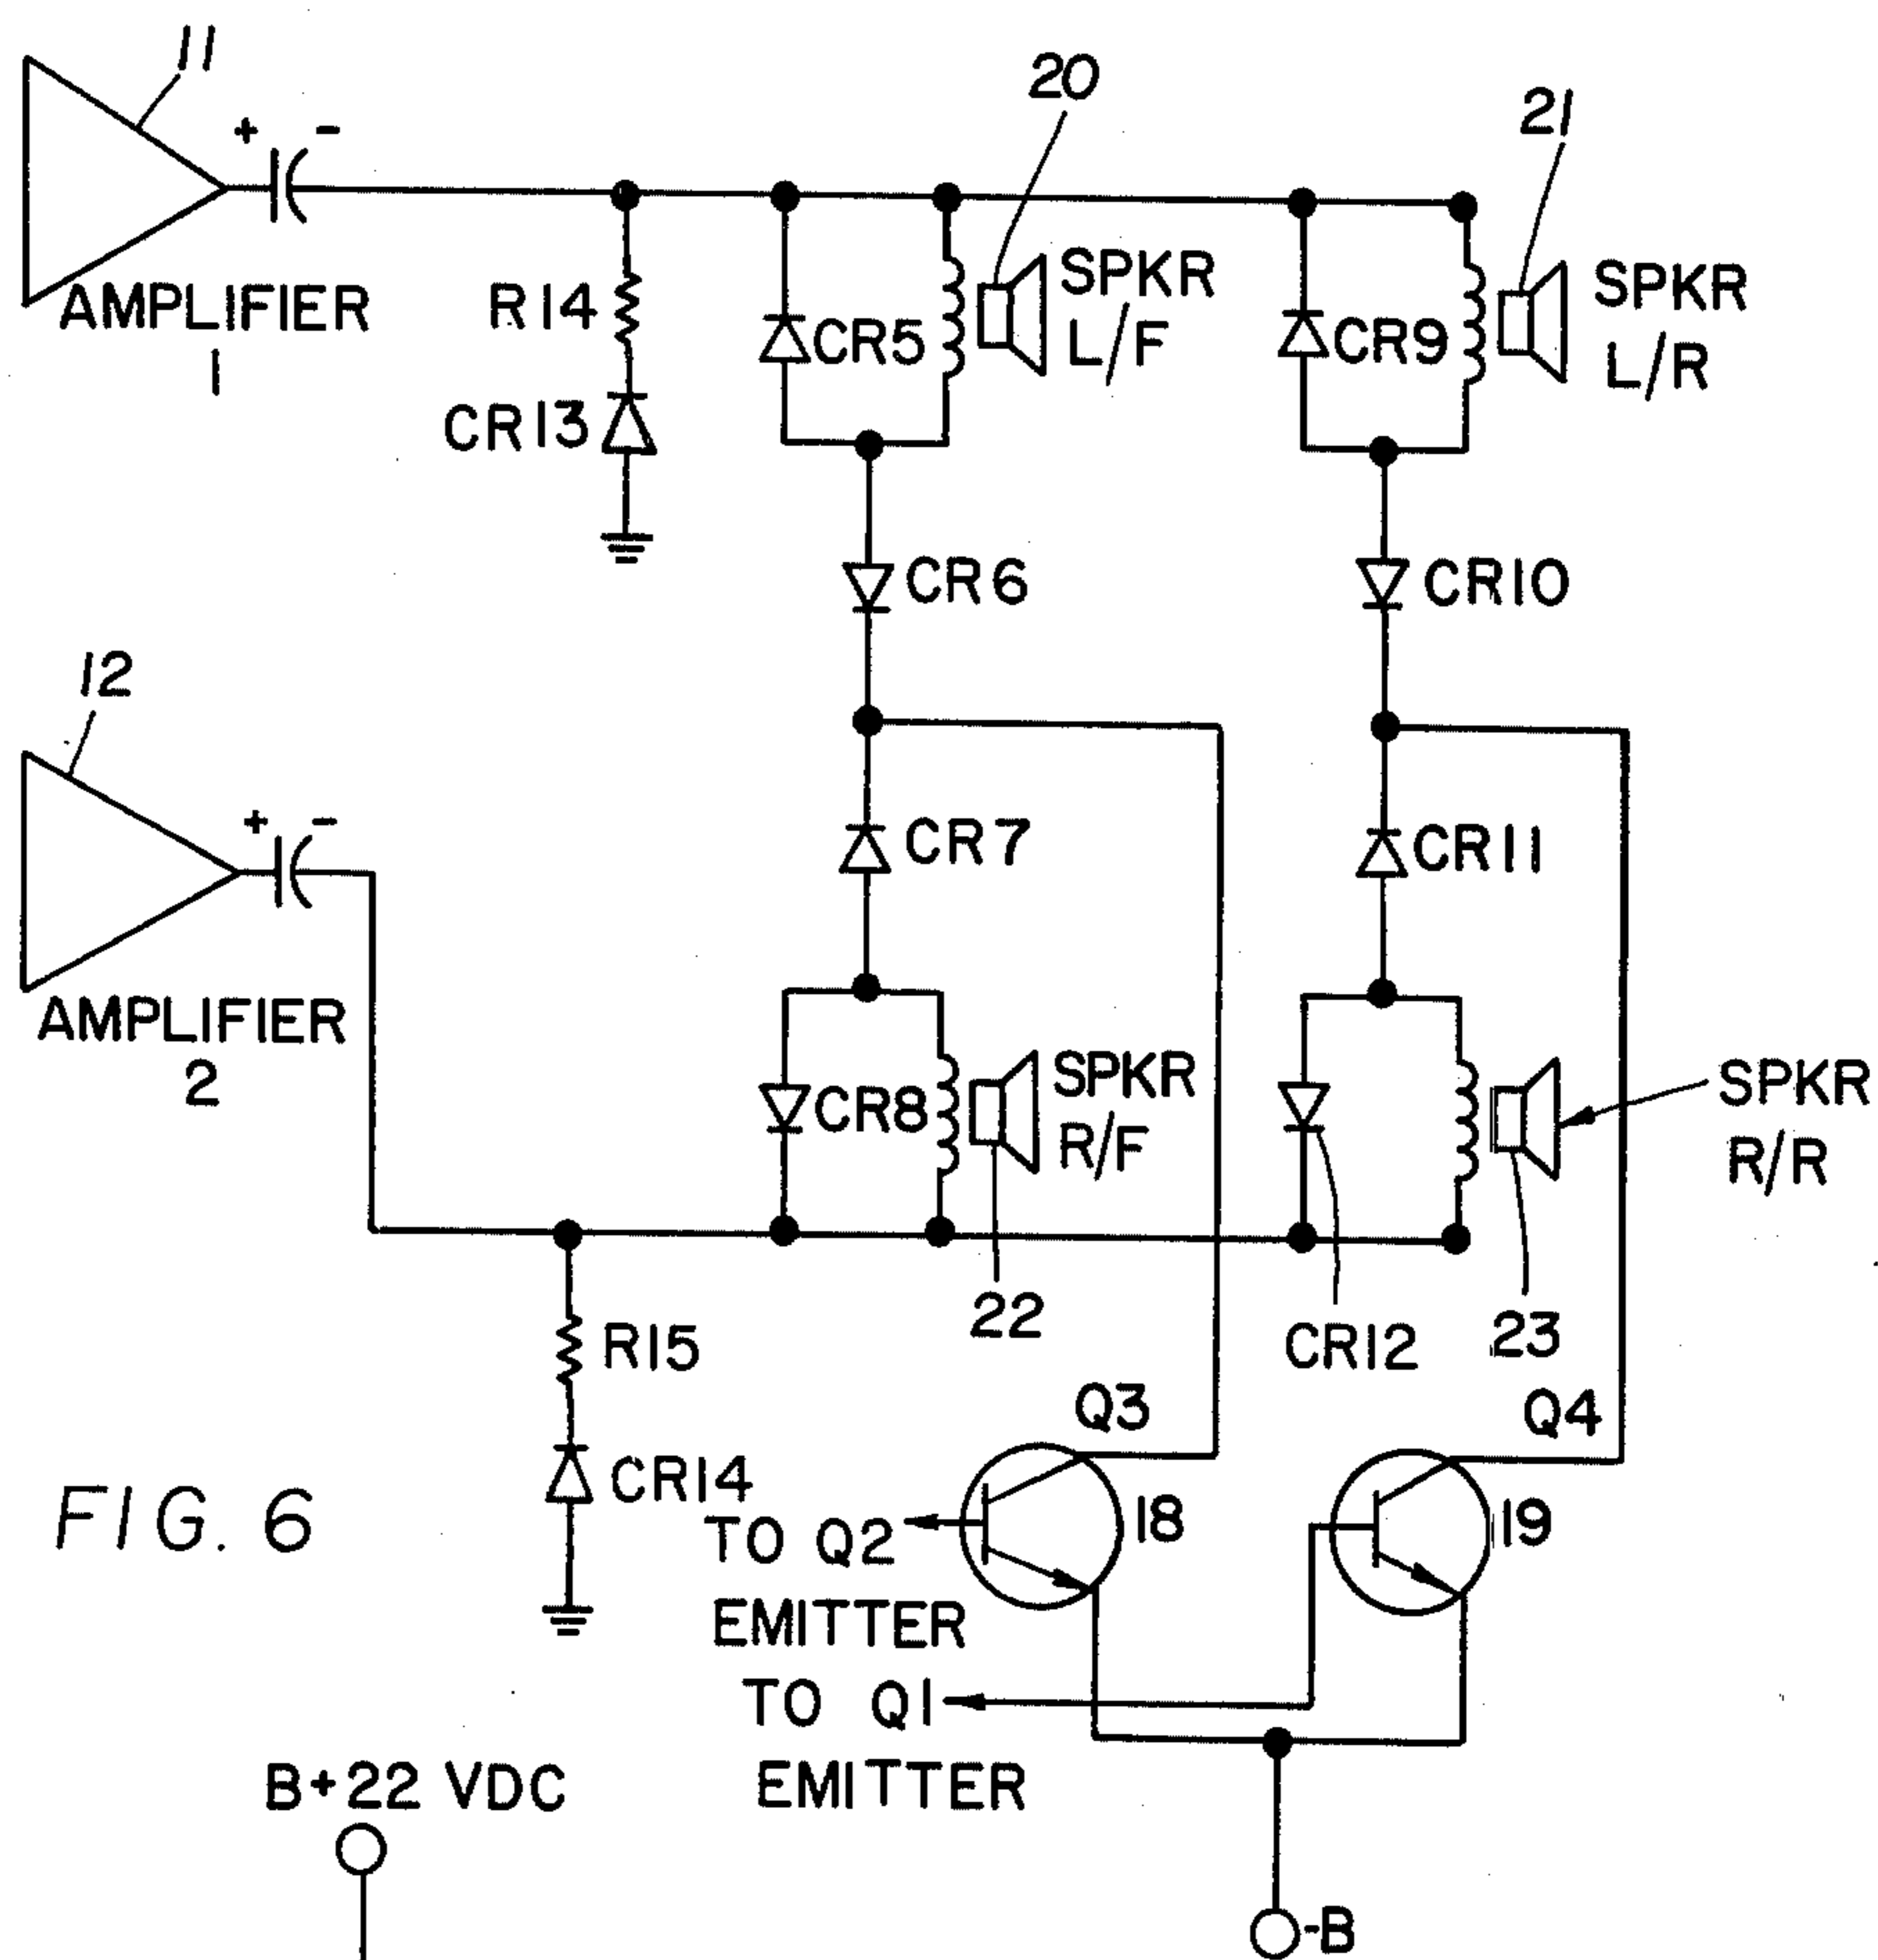 11
+ -
AMPLIFIER
1
R14
CR13
CR5
20
SPKR
L/F
CR9
21
SPKR
L/R
CR6
CR10
12
+ -
AMPLIFIER
2
CR7
CR11
CR8
SPKR
R/F
22
SPKR
R/R
CR12
23
R15
CR14
Q3
18
Q4
19
TO Q2
EMITTER
TO Q1
EMITTER
FIG. 6
B+22 VDC
-B